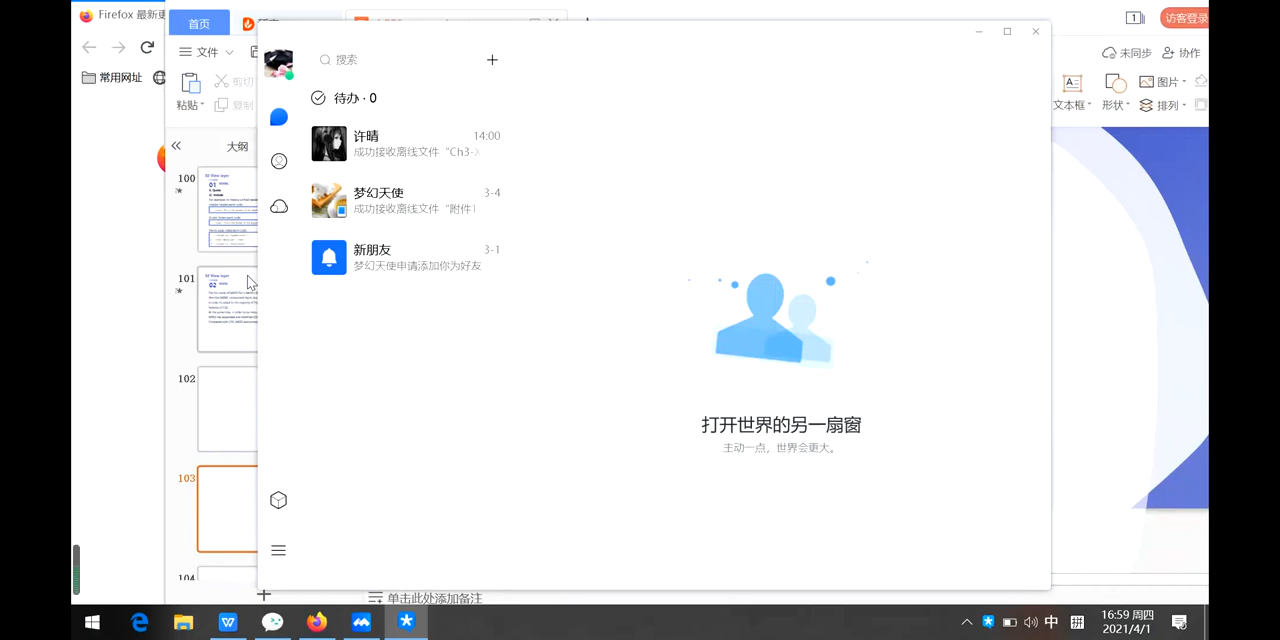 Firefox 最新更
首页
1
访客登录
文件
未同步
协作
常用网址
粘贴
剪切
复制
文本框
形状
图片
排列
大纲
搜索
待办 · 0
许晴
14:00
成功接收离线文件 "Ch3-
梦幻天使
3-4
成功接收离线文件 "附件
新朋友
3-1
梦幻天使申请添加你为好友
打开世界的另一扇窗
主动一点，世界会更大。
100
101
102
103
104
单击此处添加备注
中
拼
16:59 周四
2021/4/1